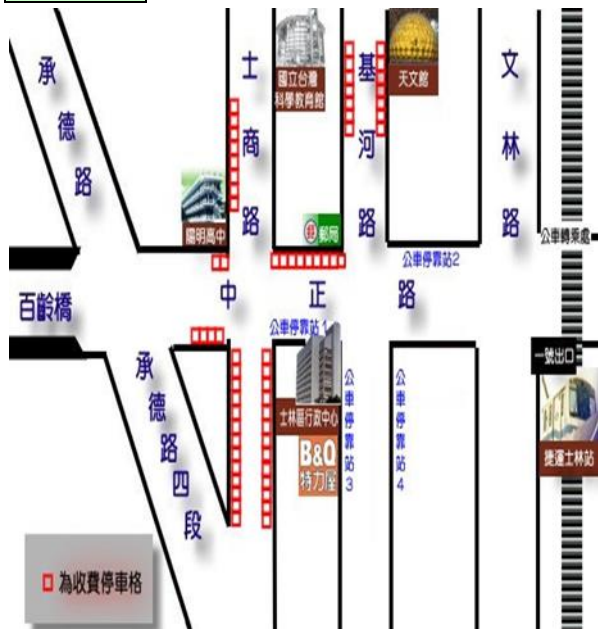 承德路
士商路
國立台灣
科學教育館
基河路
天文館
文林路
陽明高中
郵局
公車轉乘處
公車停靠站2
百齡橋
中正路
公車停靠站1
一號出口
承德路四段
士林區行政中心
B&Q
特力屋
公車停靠站3
公車停靠站4
捷運士林站
為收費停車格